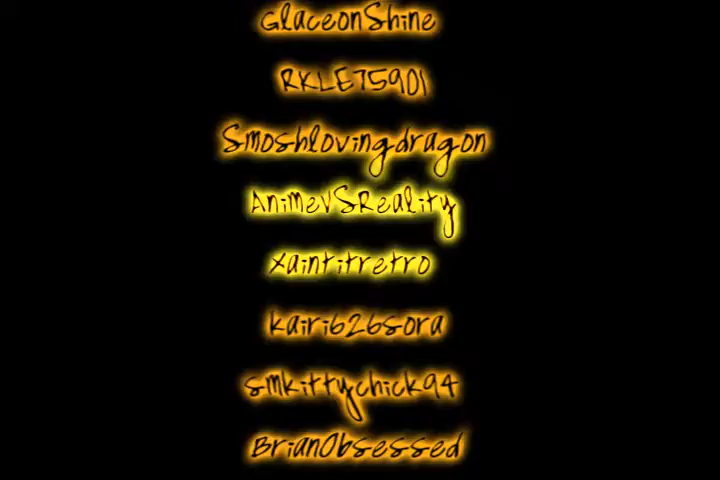 GlaceonShine
RKLE75901
Smoshlovingdragon
AnimevSReality
Xaintitretro
kairi626sora
smkittychick94
BrianObsessed